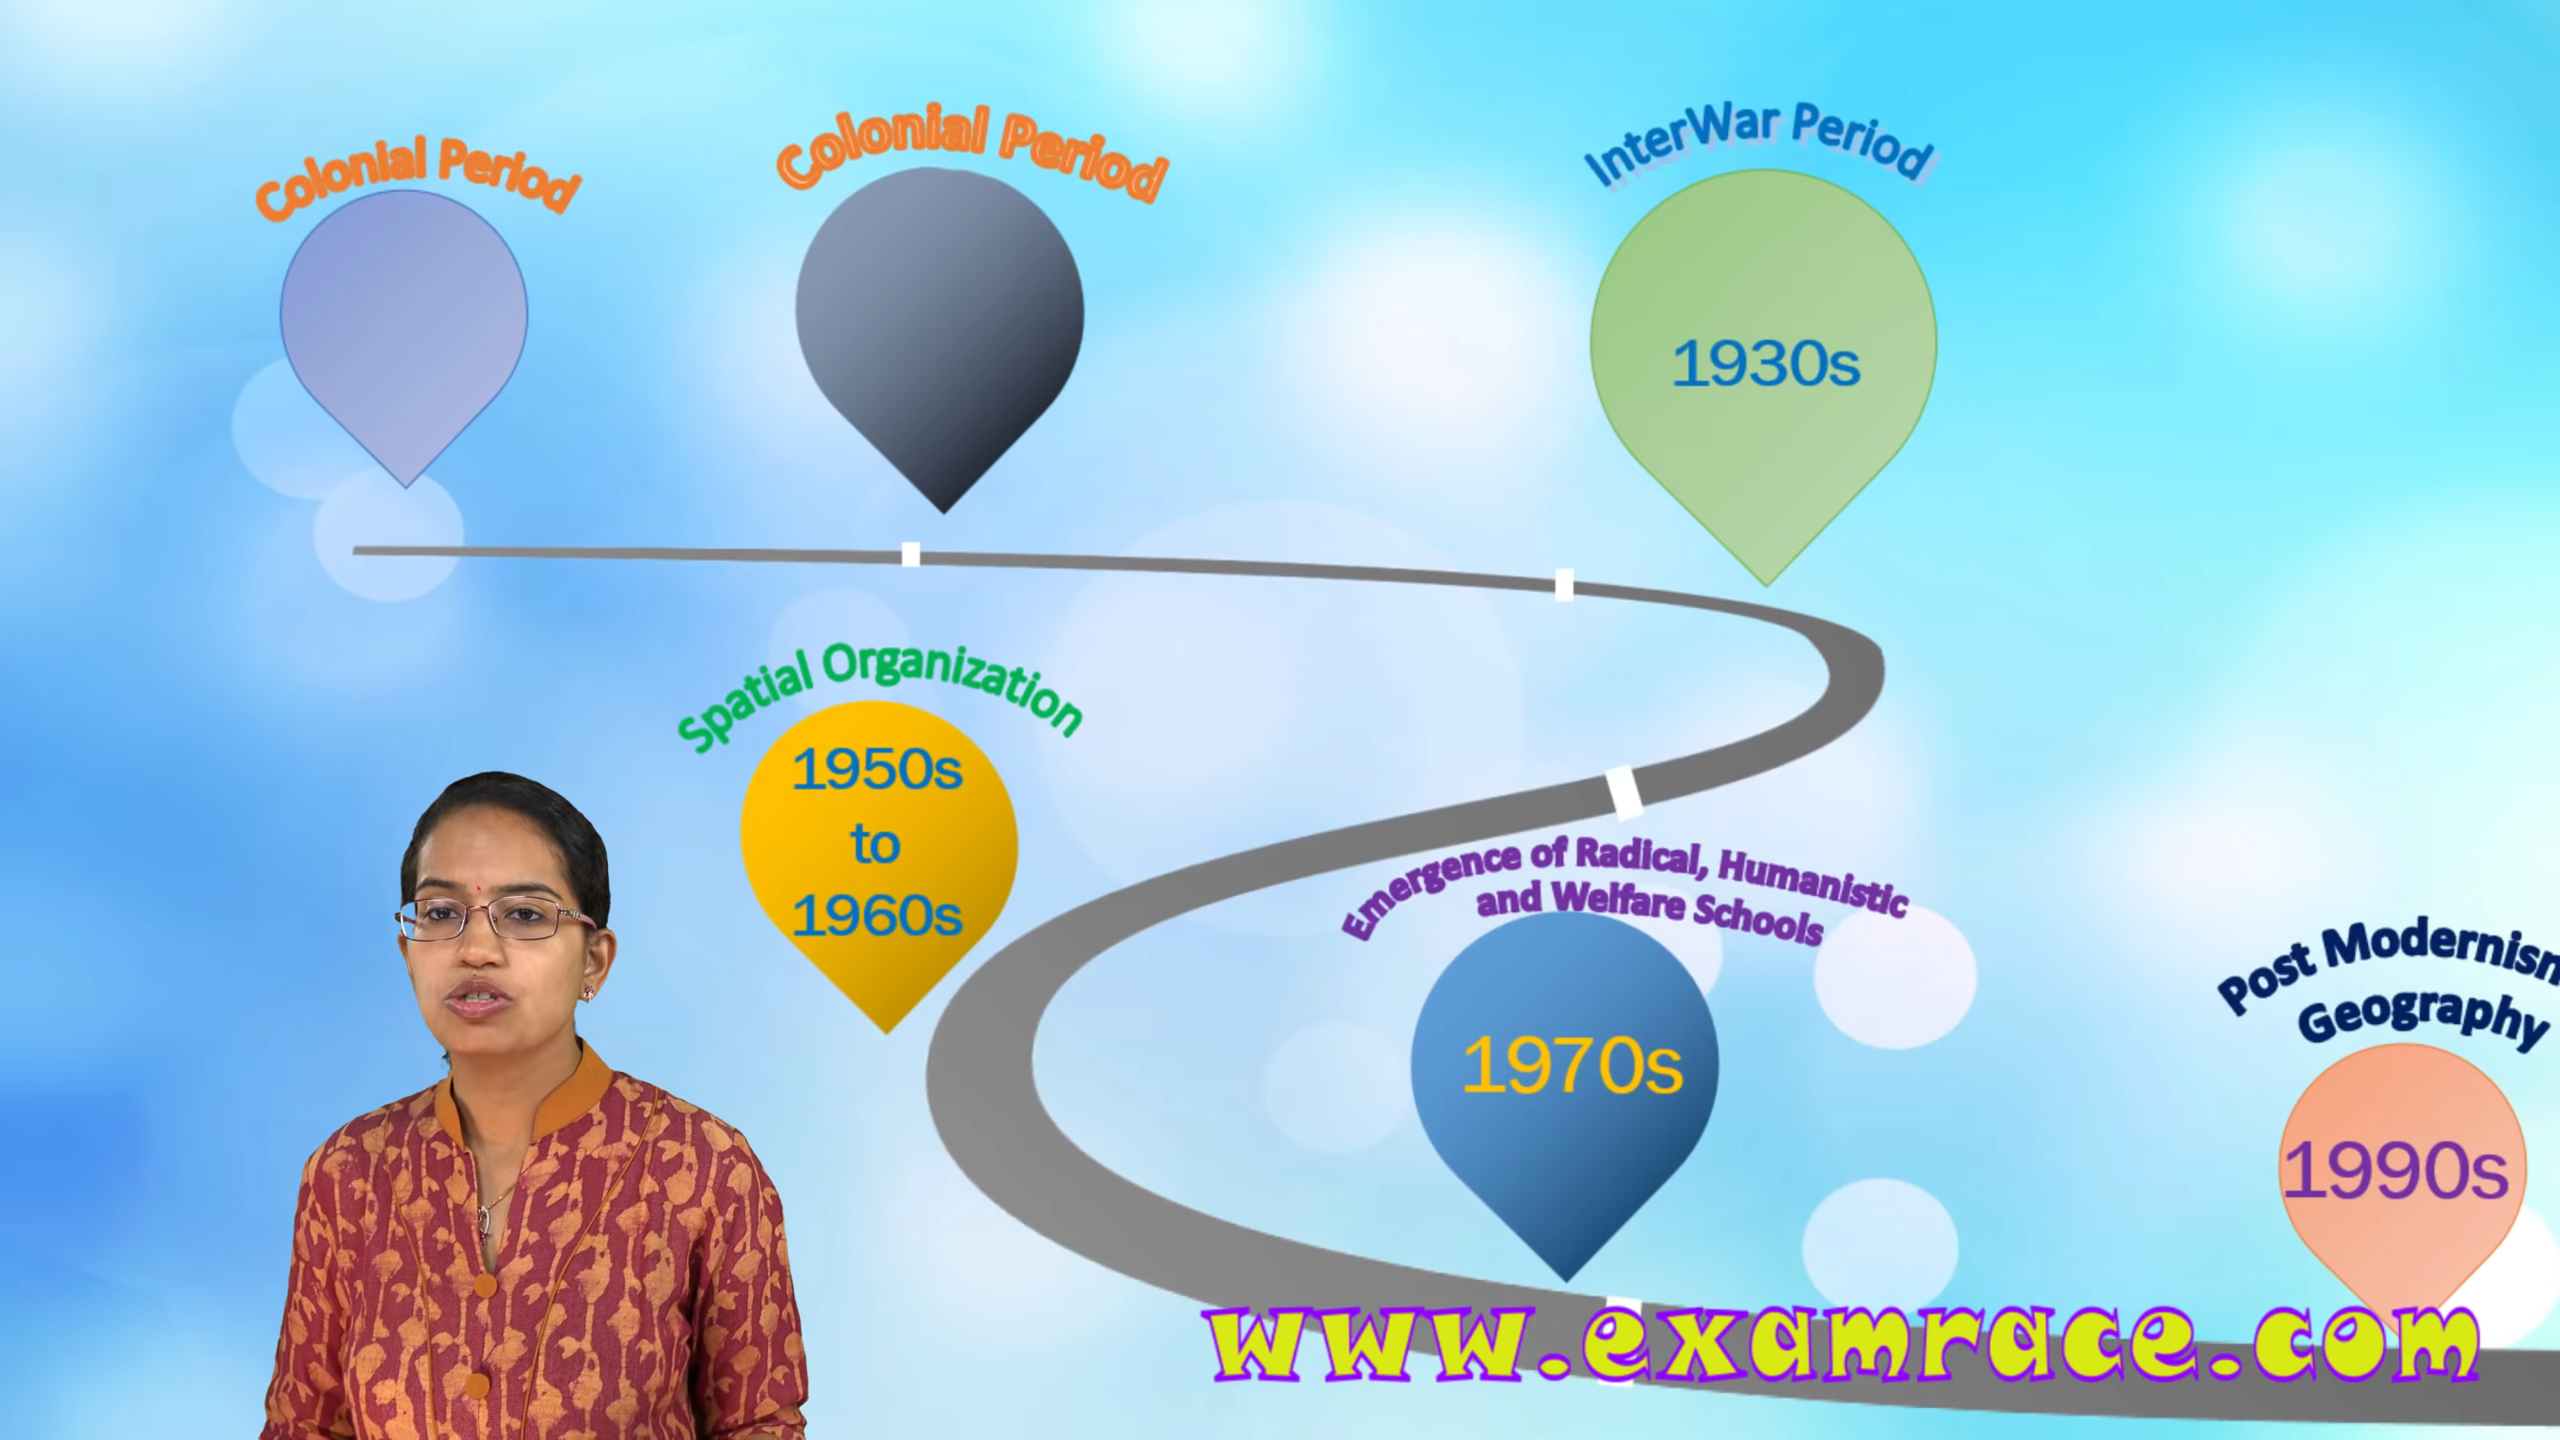 Colonial Period
Colonial Period
InterWar Period
1930s
Spatial Organization
1950s
to
1960s
Emergence of Radical, Humanistic
and Welfare Schools
1970s
Post Modernism
Geography
1990s
www.examrace.com